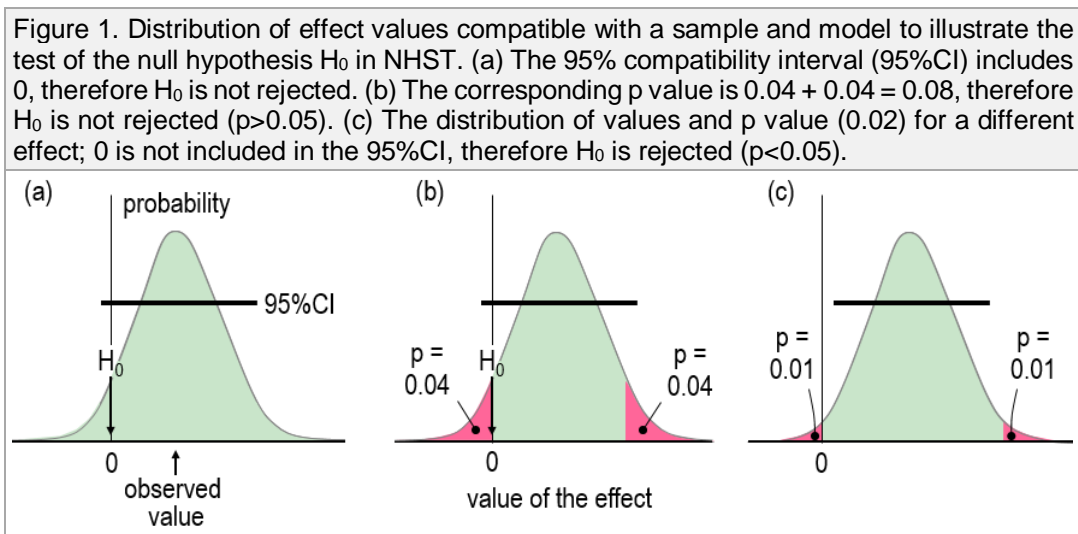 Figure 1. Distribution of effect values compatible with a sample and model to illustrate the
test of the null hypothesis H₀ in NHST. (a) The 95% compatibility interval (95%CI) includes
0, therefore H₀ is not rejected. (b) The corresponding p value is 0.04 + 0.04 = 0.08, therefore
H₀ is not rejected (p>0.05). (c) The distribution of values and p value (0.02) for a different
effect; 0 is not included in the 95%CI, therefore H₀ is rejected (p<0.05).
(a)
probability
95%CI
H₀
0
observed
value
(b)
p =
0.04
H₀
p =
0.04
0
value of the effect
(c)
p =
0.01
p =
0.01
0